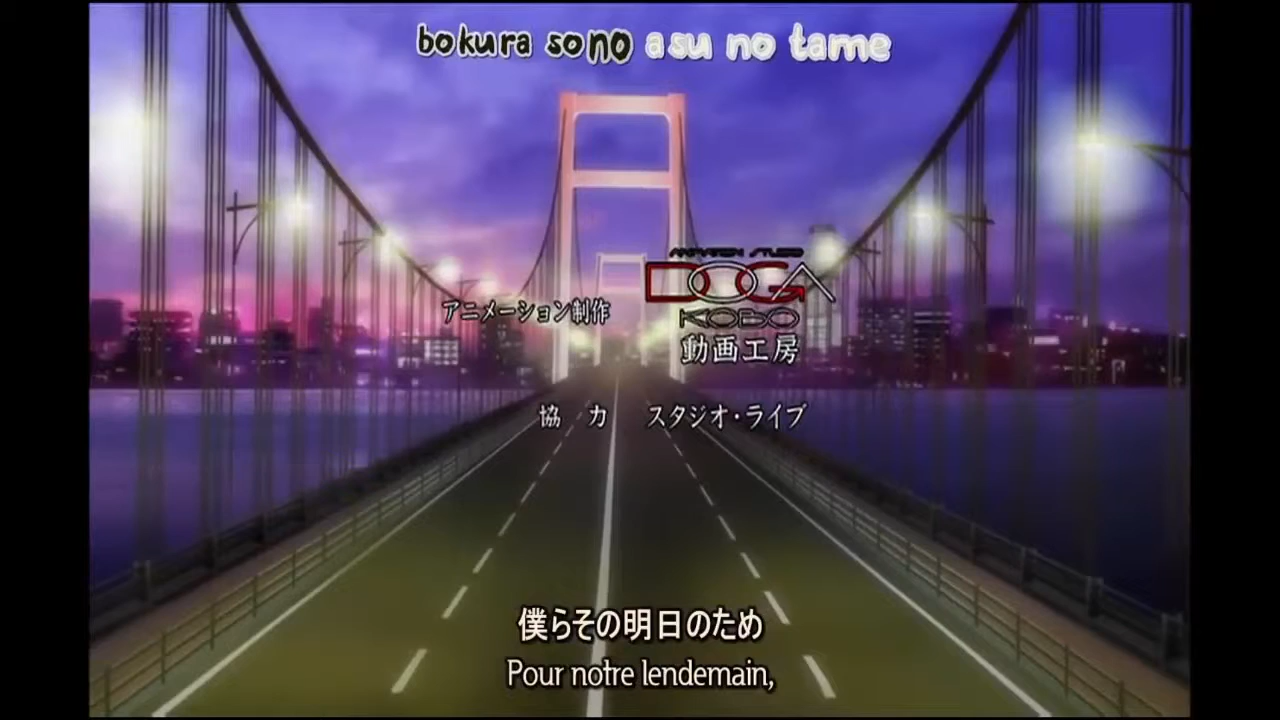 bokura sono asu no tame
ANIMATION STUDIO
DOGA
KOBO
アニメーション制作
動画工房
協 力 スタジオ・ライブ
僕らその明日のため
Pour notre lendemain,